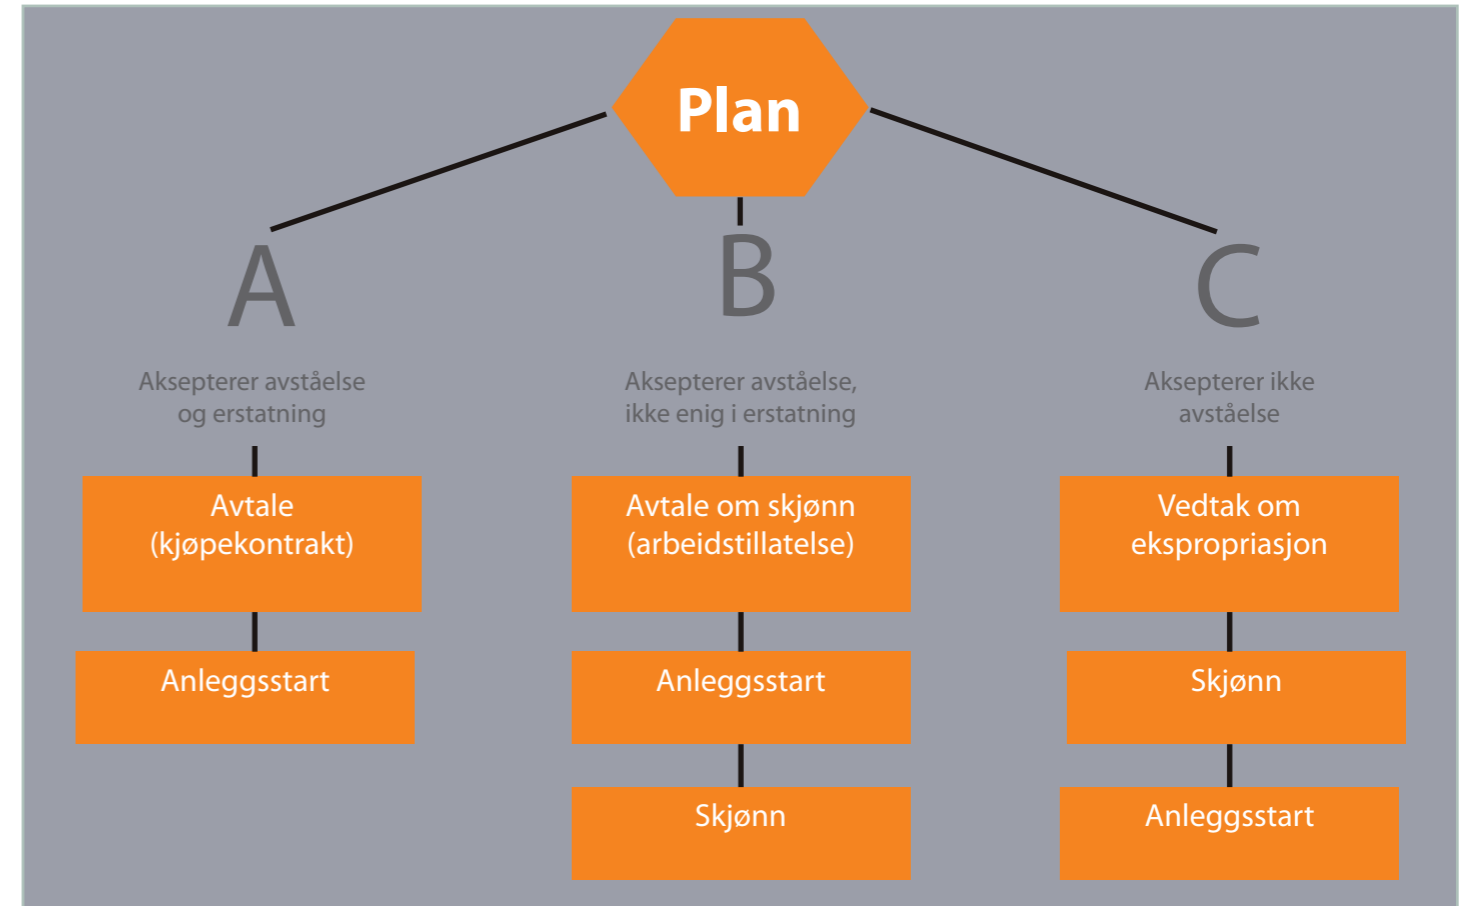 Plan
A
Aksepterer avståelse
og erstatning
Avtale
(kjøpekontrakt)
Anleggsstart
B
Aksepterer avståelse,
ikke enig i erstatning
Avtale om skjønn
(arbeidstillatelse)
Anleggsstart
Skjønn
C
Aksepterer ikke
avståelse
Vedtak om
ekspropriasjon
Skjønn
Anleggsstart